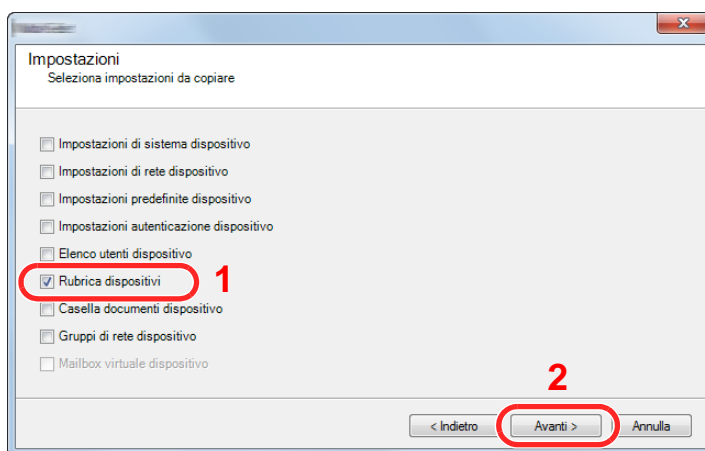 Impostazioni
Seleziona impostazioni da copiare
Impostazioni di sistema dispositivo
Impostazioni di rete dispositivo
Impostazioni predefinite dispositivo
Impostazioni autenticazione dispositivo
Elenco utenti dispositivo
Rubrica dispositivi 1
Casella documenti dispositivo
Gruppi di rete dispositivo
Mailbox virtuale dispositivo
2
< Indietro Avanti > Annulla